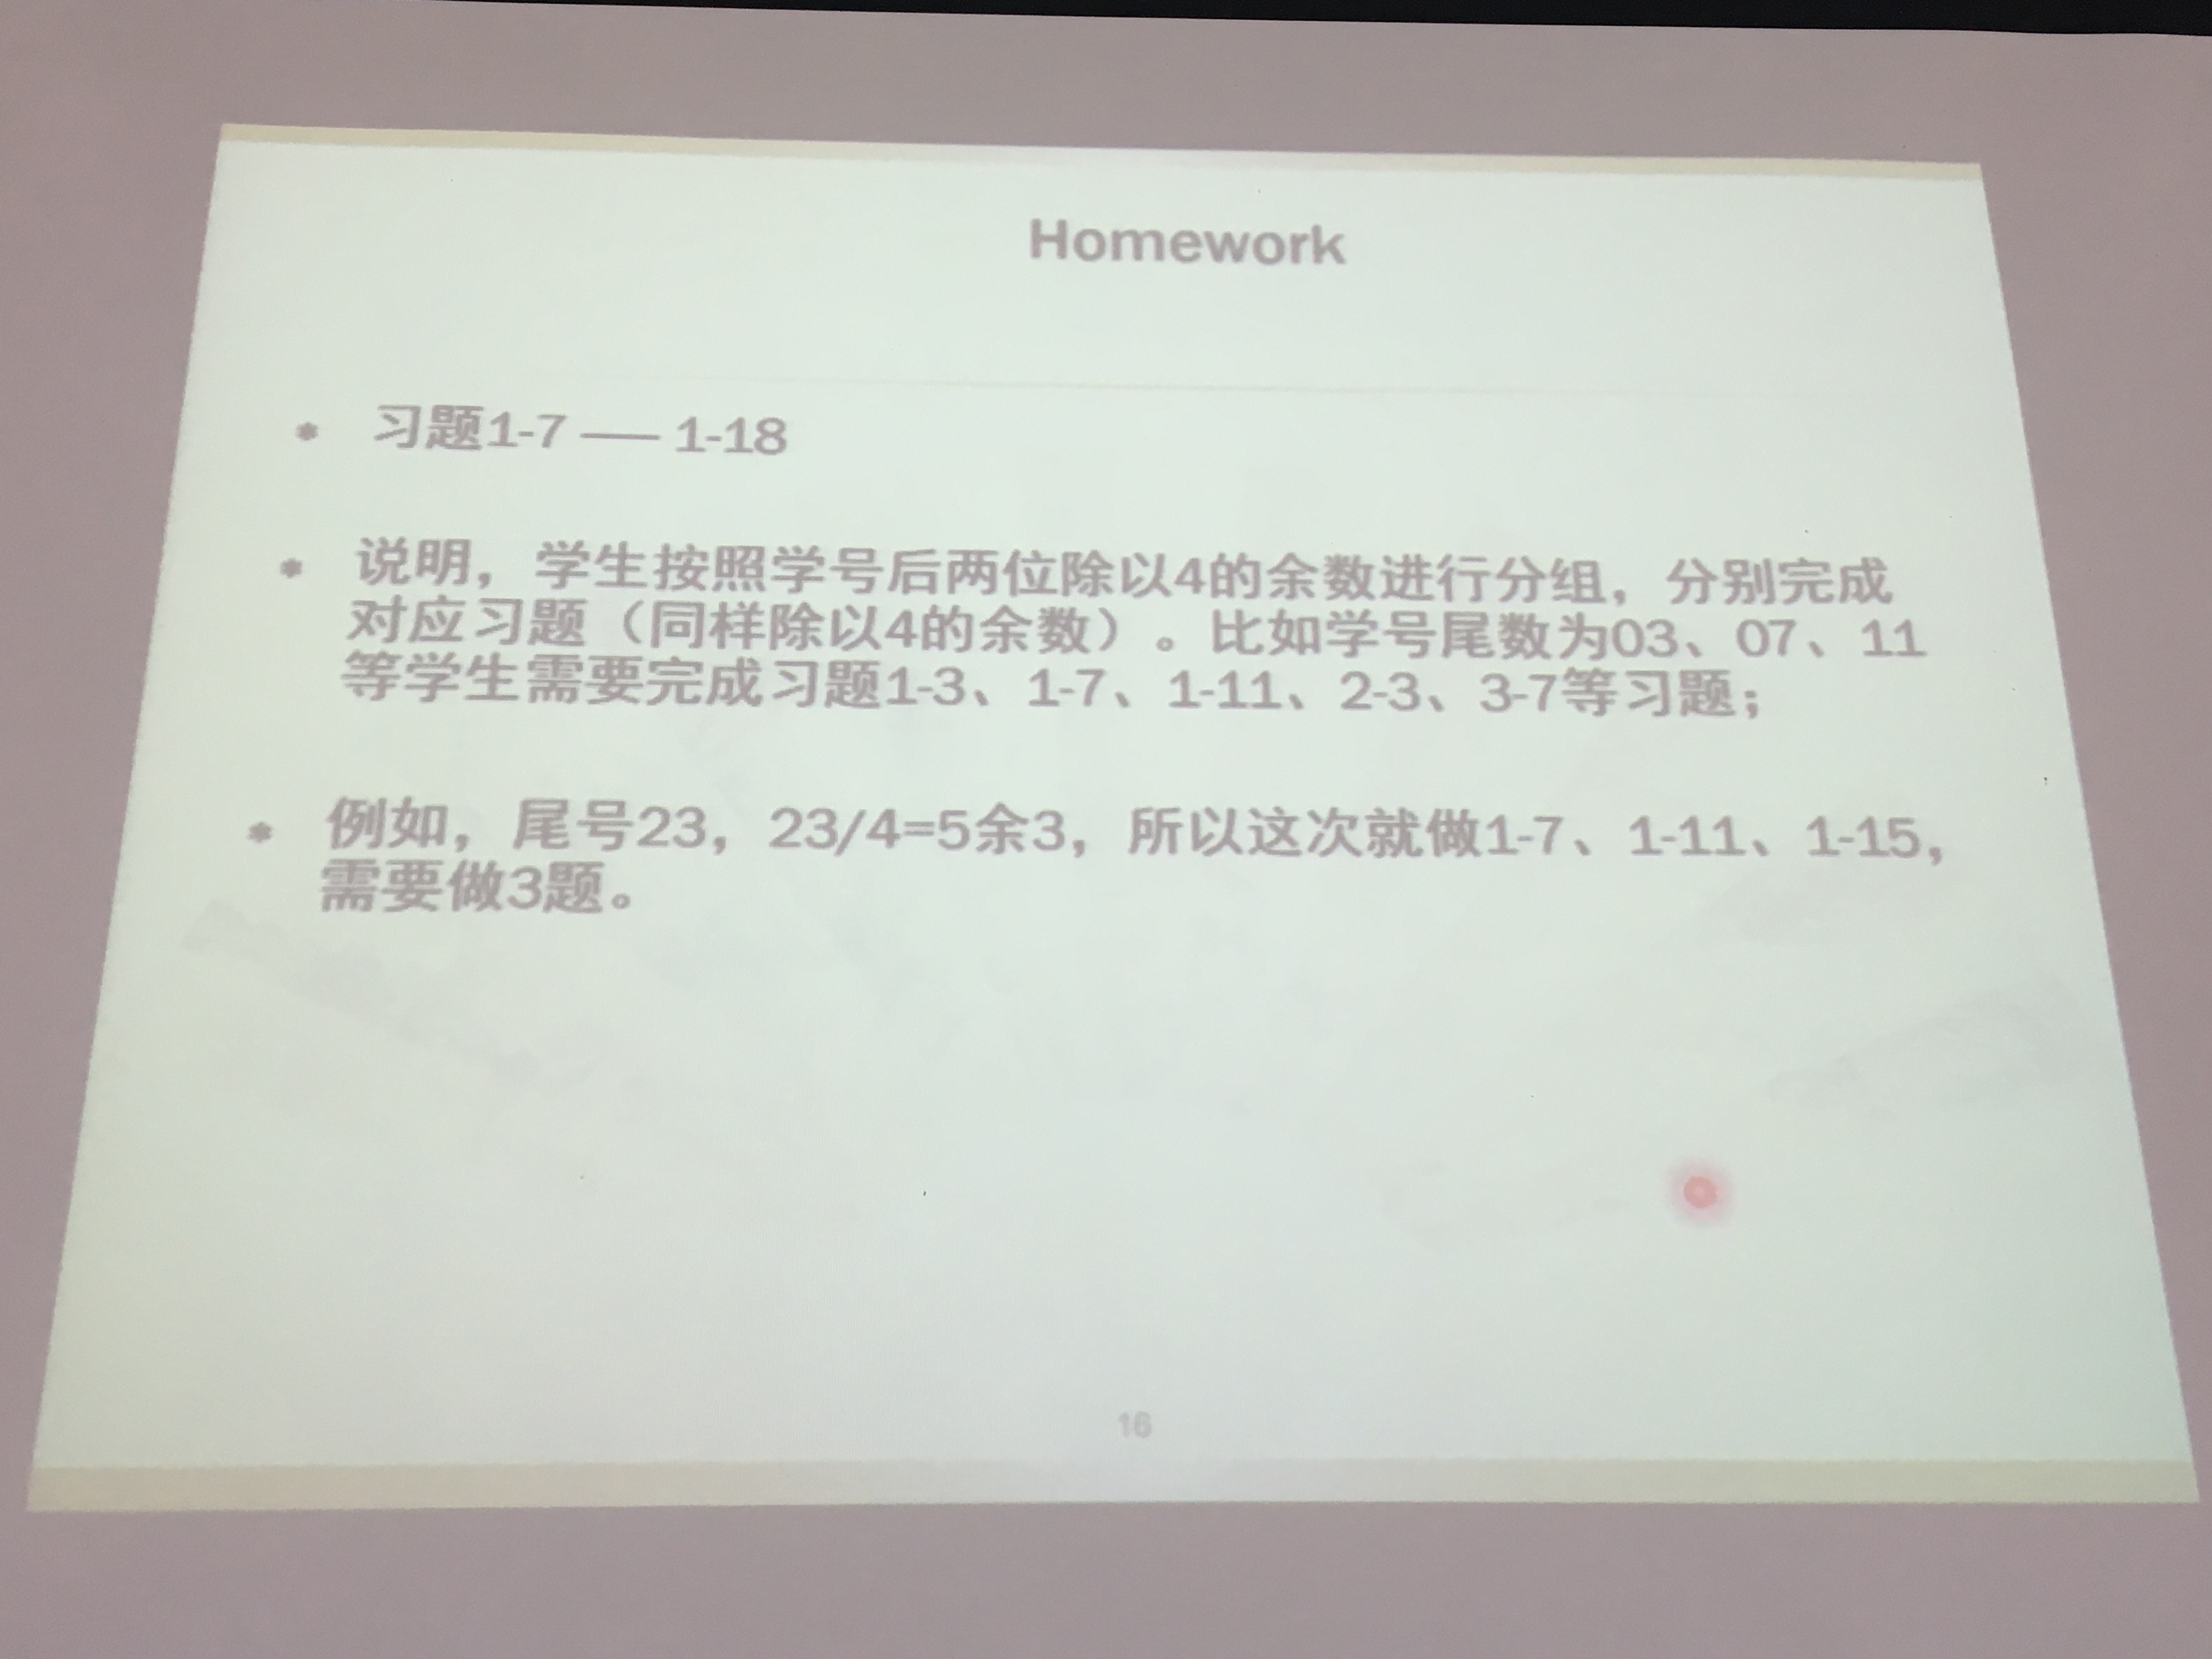 Homework
* 习题1-7 —— 1-18
* 说明，学生按照学号后两位除以4的余数进行分组，分别完成
对应习题（同样除以4的余数）。比如学号尾数为03、07、11
等学生需要完成习题1-3、1-7、1-11、2-3、3-7等习题；
* 例如，尾号23，23/4=5余3，所以这次就做1-7、1-11、1-15，
需要做3题。
16